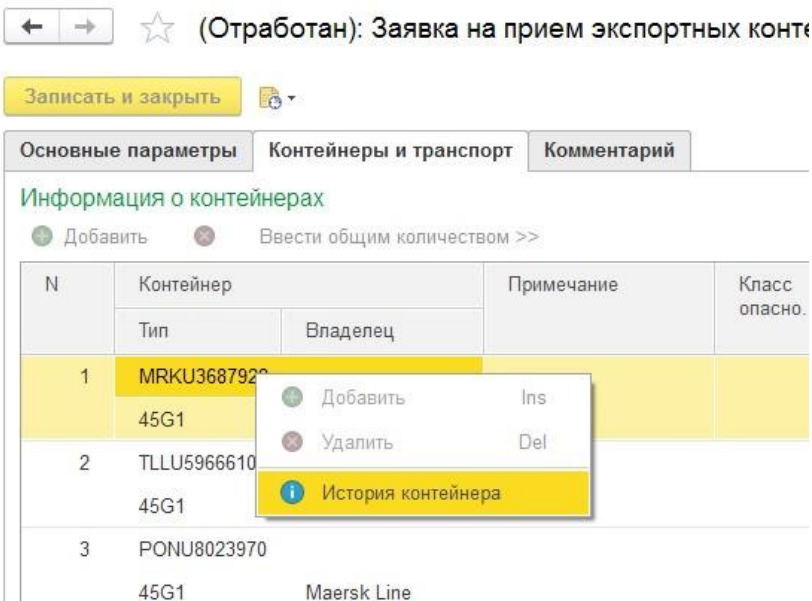 (Отработан): Заявка на прием экспортных
Записать и закрыть
Основные параметры Контейнеры и транспорт Комментарий
Информация о контейнерах
Добавить Ввести общим количеством >>
N Контейнер Примечание Класс
опасно.
Тип Владелец
1 MRKU3687929
45G1
Добавить Ins
Удалить Del
История контейнера
2 TLLU5966610
45G1
3 PONU8023970
45G1 Maersk Line